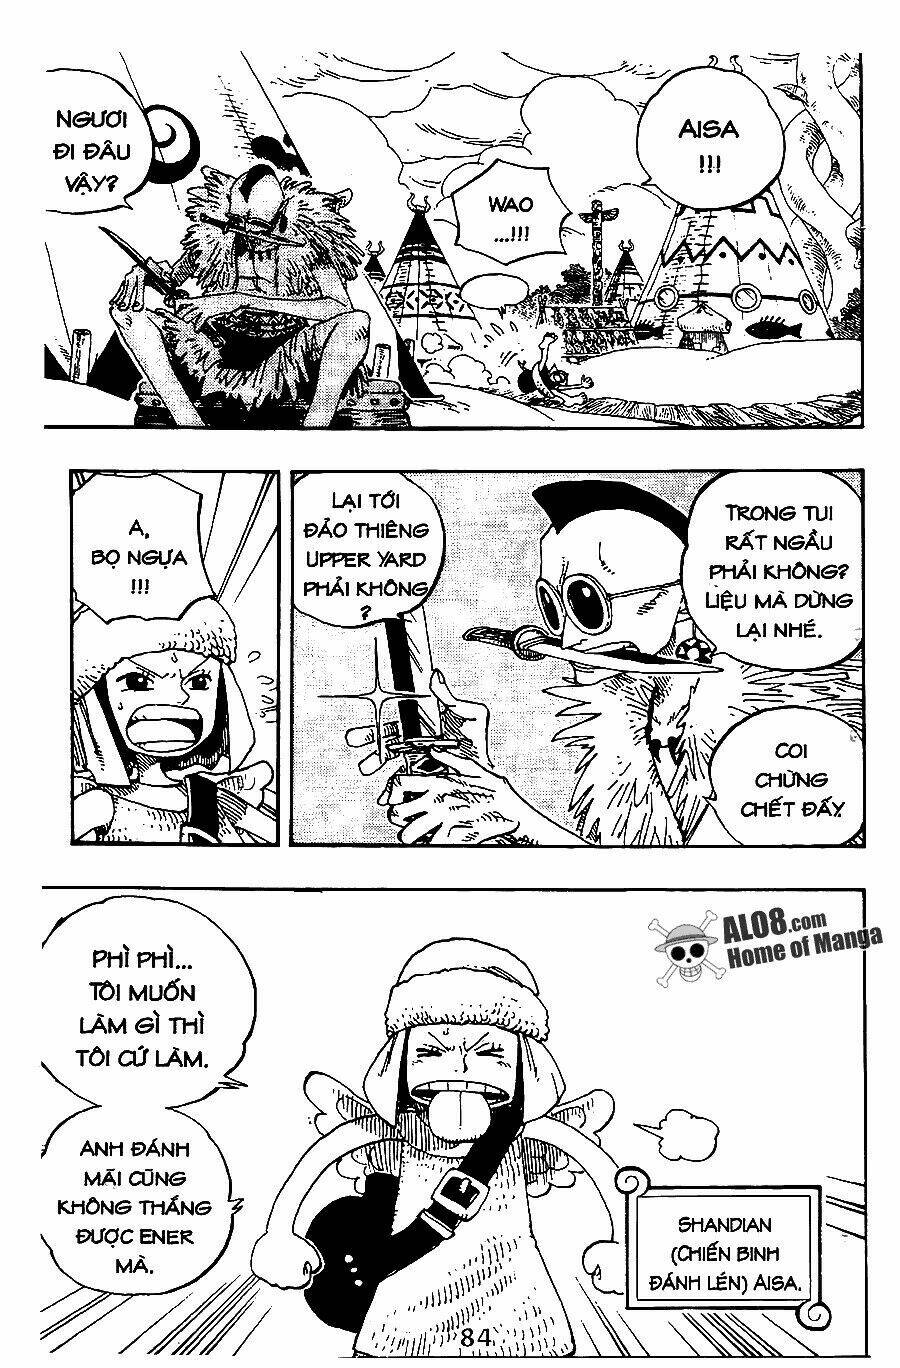 NGƯƠI
ĐI ĐÂU
VẬY?
WAO
...!!!
AISA
!!!
A,
BỌ NGỰA
!!!
LẠI TỚI
ĐẢO THIÊNG
UPPER YARD
PHẢI KHÔNG
?
TRONG TUI
RẤT NGẦU
PHẢI KHÔNG?
LIỆU MÀ DỪNG
LẠI NHÉ.
COI
CHỪNG
CHẾT ĐẤY.
PHÌ PHÌ...
TÔI MUỐN
LÀM GÌ THÌ
TÔI CỨ LÀM.
ANH ĐÁNH
MÃI CŨNG
KHÔNG THẮNG
ĐƯỢC ENER
MÀ.
AL08.com
Home of Manga
SHANDIAN
(CHIẾN BINH
ĐÁNH LÉN) AISA.
84